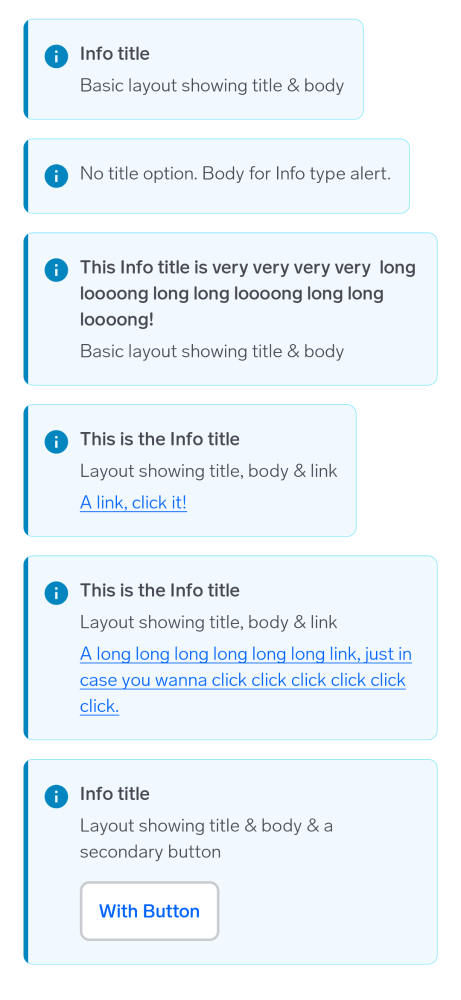 Info title
Basic layout showing title & body
No title option. Body for Info type alert.
This Info title is very very very very  long
loooong long long loooong long long
loooong!
Basic layout showing title & body
This is the Info title
Layout showing title, body & link
A link, click it!
This is the Info title
Layout showing title, body & link
A long long long long long long link, just in
case you wanna click click click click click
click.
Info title
Layout showing title & body & a
secondary button
With Button